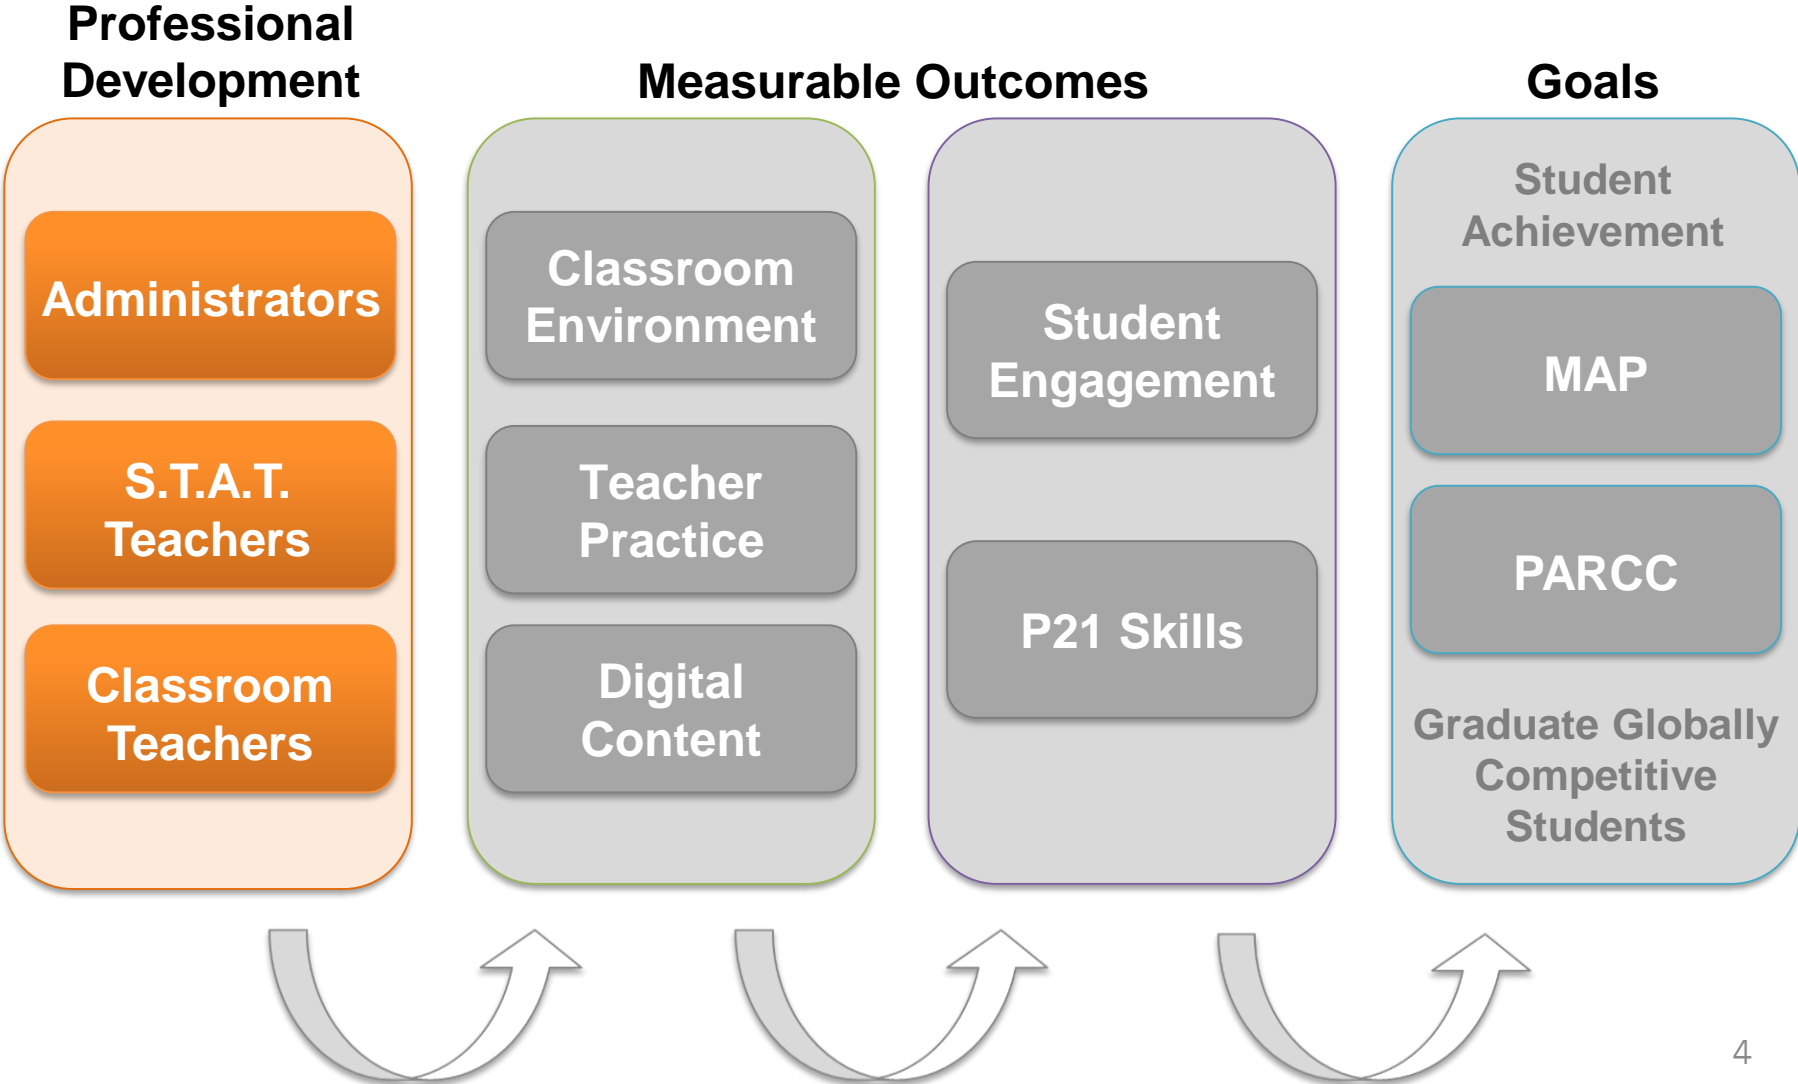 Professional
Development
Measurable Outcomes
Goals
Administrators
S.T.A.T.
Teachers
Classroom
Teachers
Classroom
Environment
Teacher
Practice
Digital
Content
Student
Engagement
P21 Skills
Student
Achievement
MAP
PARCC
Graduate Globally
Competitive
Students
4